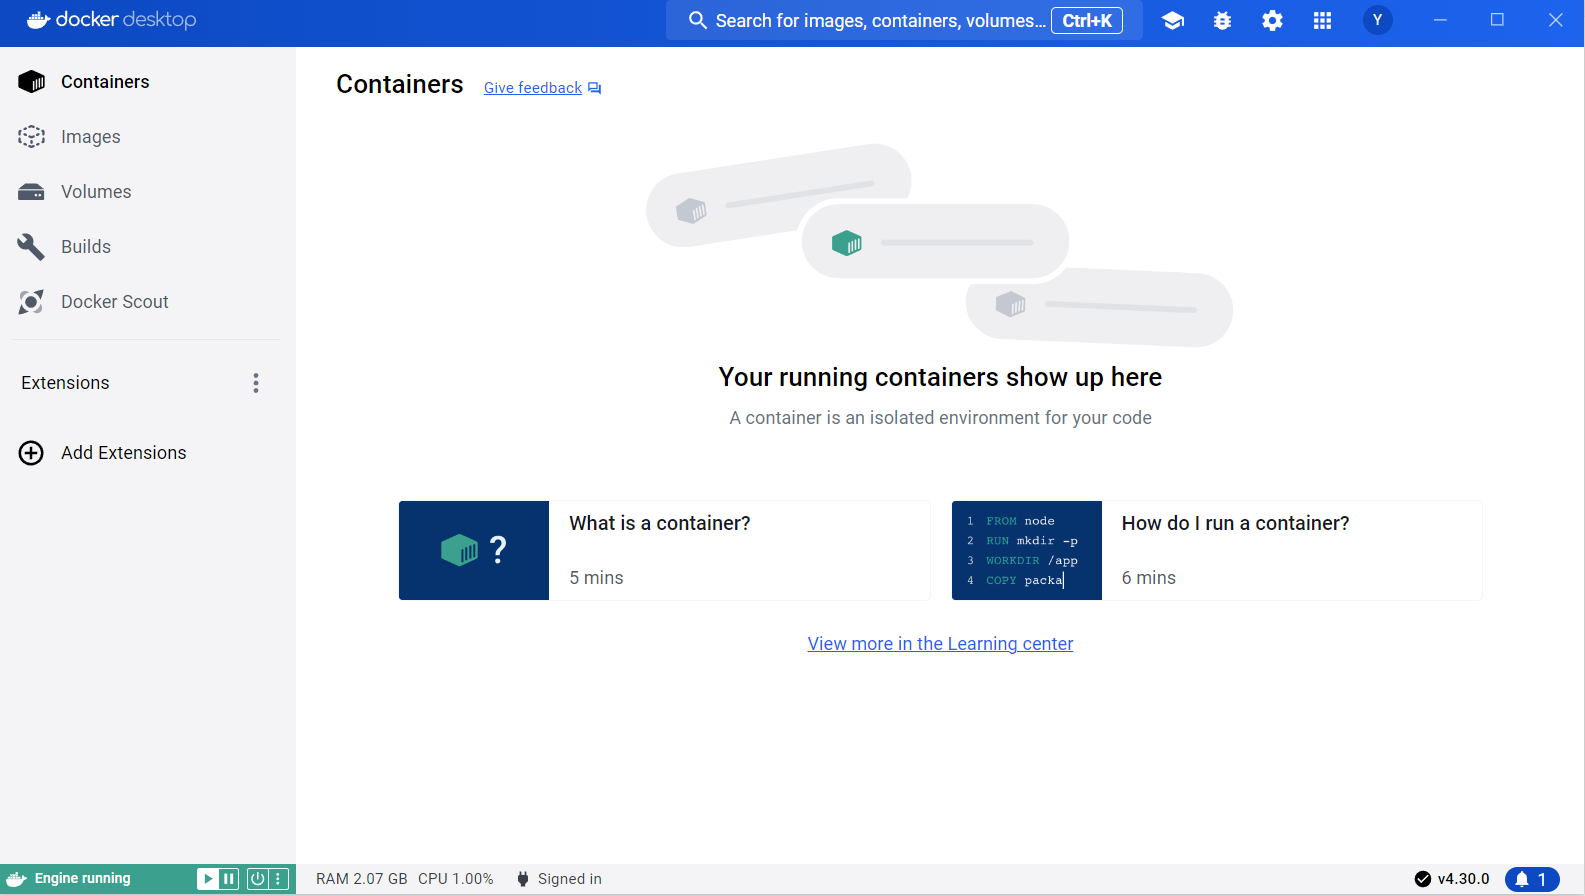 docker desktop
Search for images, containers, volumes... Ctrl+K
Y
Containers
Images
Volumes
Builds
Docker Scout
Extensions
Add Extensions
Containers Give feedback
Your running containers show up here
A container is an isolated environment for your code
?
What is a container?
5 mins
1 FROM node
2 RUN mkdir -p
3 WORKDIR /app
4 COPY packa
How do I run a container?
6 mins
View more in the Learning center
Engine running
RAM 2.07 GB CPU 1.00% Signed in
v4.30.0
1